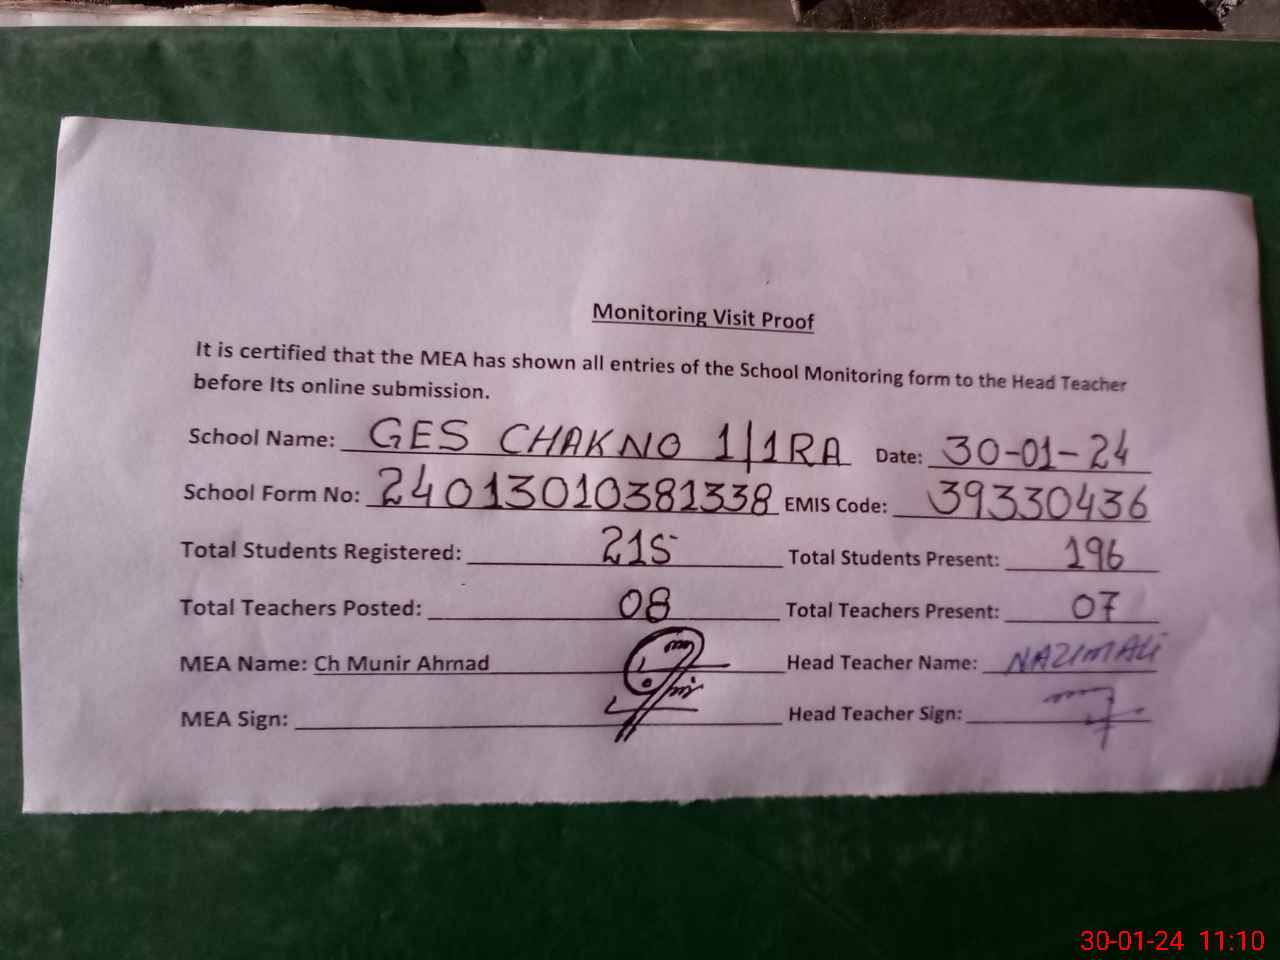 Monitoring Visit Proof
It is certified that the MEA has shown all entries of the School Monitoring form to the Head Teacher
before Its online submission.
School Name: GES CHAK NO 1/1RA Date: 30-01-24
School Form No: 24013010381338 EMIS Code: 39330436
Total Students Registered: 215 Total Students Present: 196
Total Teachers Posted: 08 Total Teachers Present: 07
MEA Name: Ch Munir Ahmad Head Teacher Name: NAZIM ALI
MEA Sign: Head Teacher Sign:
30-01-24 11:10